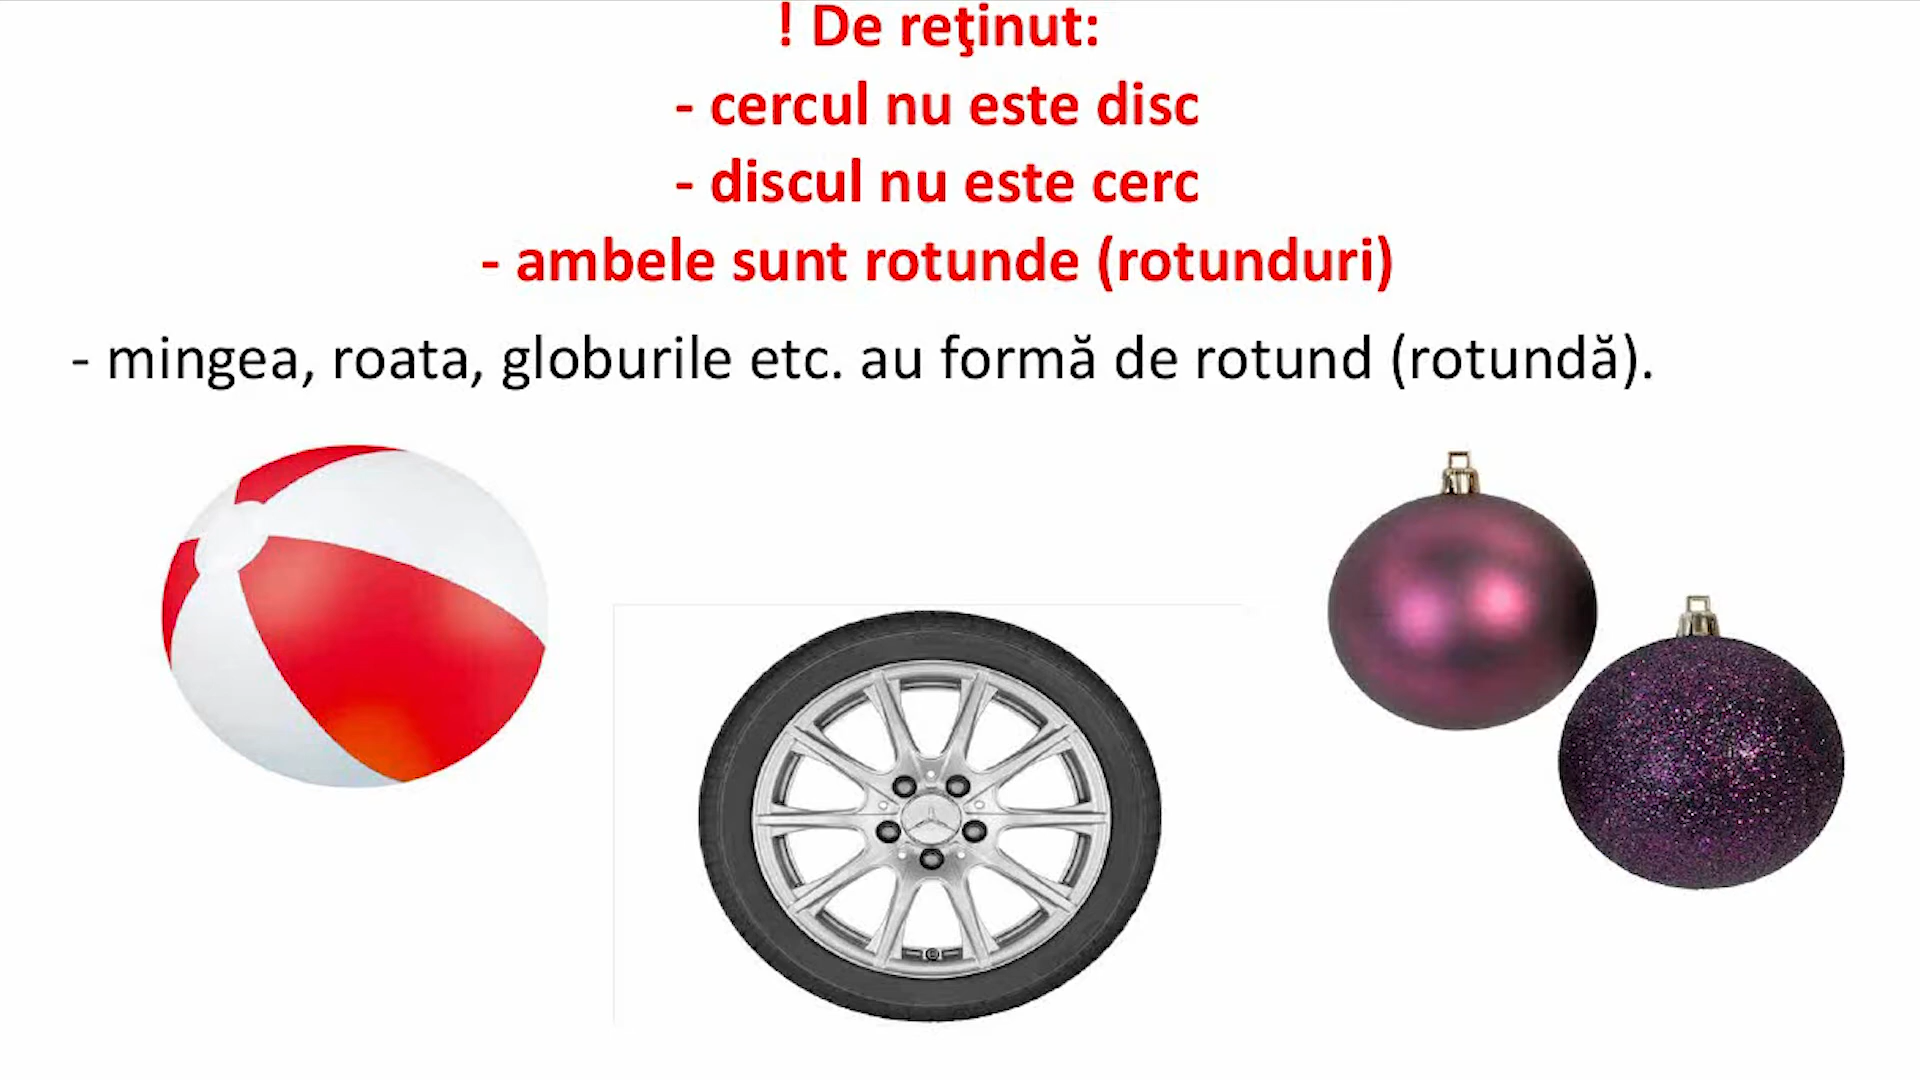 ! De reţinut:
- cercul nu este disc
- discul nu este cerc
- ambele sunt rotunde (rotunduri)
- mingea, roata, globurile etc. au formă de rotund (rotundă).